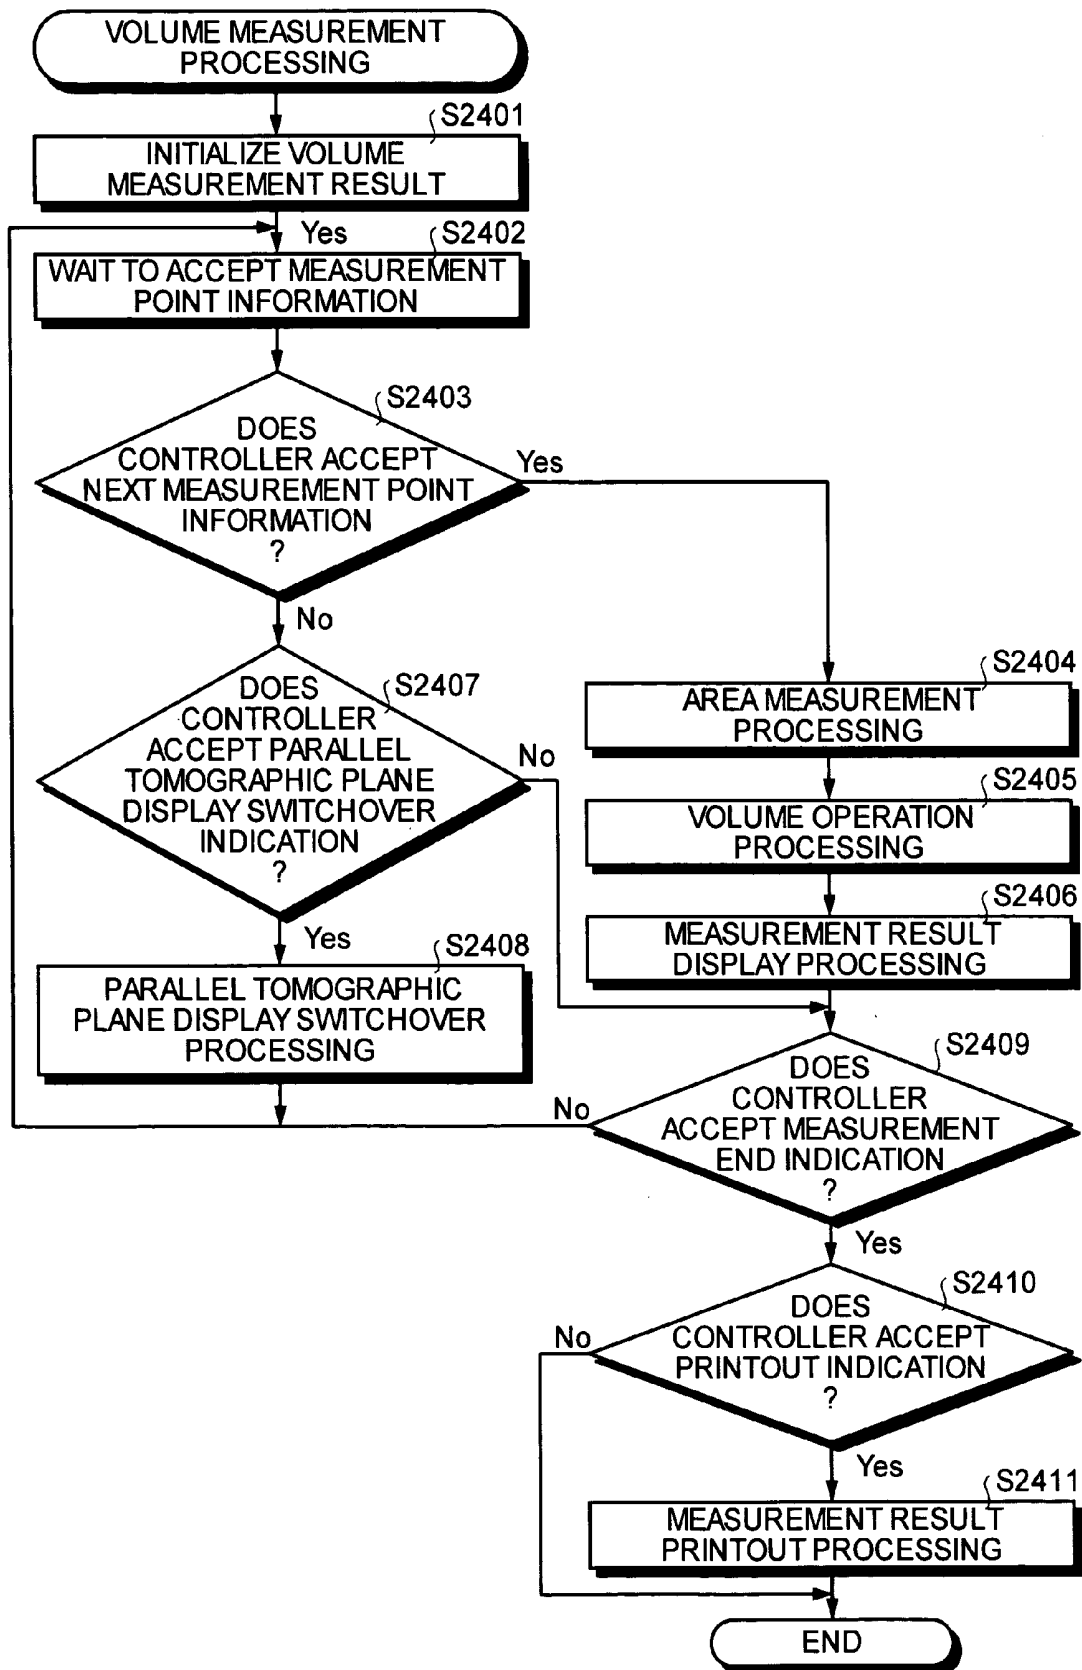 VOLUME MEASUREMENT
PROCESSING
S2401
INITIALIZE VOLUME
MEASUREMENT RESULT
Yes
S2402
WAIT TO ACCEPT MEASUREMENT
POINT INFORMATION
S2403
DOES
CONTROLLER ACCEPT
NEXT MEASUREMENT POINT
INFORMATION
?
Yes
No
S2407
DOES
CONTROLLER
ACCEPT PARALLEL
TOMOGRAPHIC PLANE
DISPLAY SWITCHOVER
INDICATION
?
No
Yes
S2408
PARALLEL TOMOGRAPHIC
PLANE DISPLAY SWITCHOVER
PROCESSING
S2404
AREA MEASUREMENT
PROCESSING
S2405
VOLUME OPERATION
PROCESSING
S2406
MEASUREMENT RESULT
DISPLAY PROCESSING
S2409
DOES
CONTROLLER
ACCEPT MEASUREMENT
END INDICATION
?
No
Yes
S2410
DOES
CONTROLLER ACCEPT
PRINTOUT INDICATION
?
No
Yes
S2411
MEASUREMENT RESULT
PRINTOUT PROCESSING
END